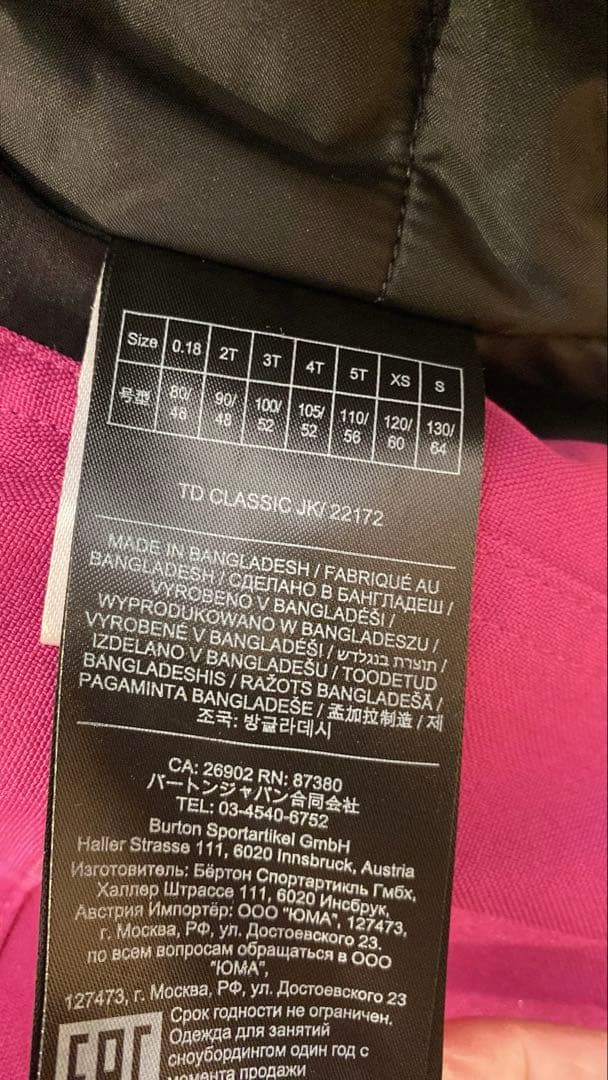 Size 0.18 2T 3T 4T 5T XS S
号型 80/48 90/48 100/52 105/52 110/56 120/60 130/64
TD CLASSIC JK/ 22172
MADE IN BANGLADESH / FABRIQUÉ AU
BANGLADESH / СДЕЛАНО В БАНГЛАДЕШ /
VYROBENO V BANGLADÉŠI /
WYPRODUKOWANO W BANGLADESZU /
VYROBENÉ V BANGLADÉŠI / תוצרת בנגלדש /
IZDELANO V BANGLADEŠU / TOODETUD
BANGLADESHIS / RAŽOTS BANGLADEŠĀ /
PAGAMINTA BANGLADEŠE / 孟加拉制造 / 제
조국: 방글라데시
CA: 26902 RN: 87380
バートンジャパン合同会社
TEL: 03-4540-6752
Burton Sportartikel GmbH
Haller Strasse 111, 6020 Innsbruck, Austria
Изготовитель: Бёртон Спортартикль Гмбх,
Халлер Штрассе 111, 6020 Инсбрук,
Австрия Импортёр: ООО "ЮМА", 127473,
г. Москва, РФ, ул. Достоевского 23.
по всем вопросам обращаться в ООО
"ЮМА",
127473, г. Москва, РФ, ул. Достоевского 23
Срок годности не ограничен.
Одежда для занятий
сноубордингом один год с
момента продажи
EAC